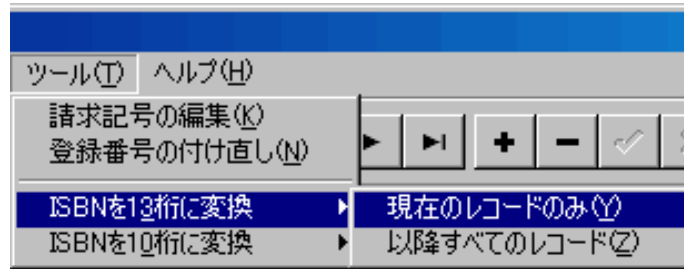 ツール(T) ヘルプ(H)
請求記号の編集(K)
登録番号の付け直し(N)
ISBNを13桁に変換 現在のレコードのみ(Y)
ISBNを10桁に変換 以降すべてのレコード(Z)